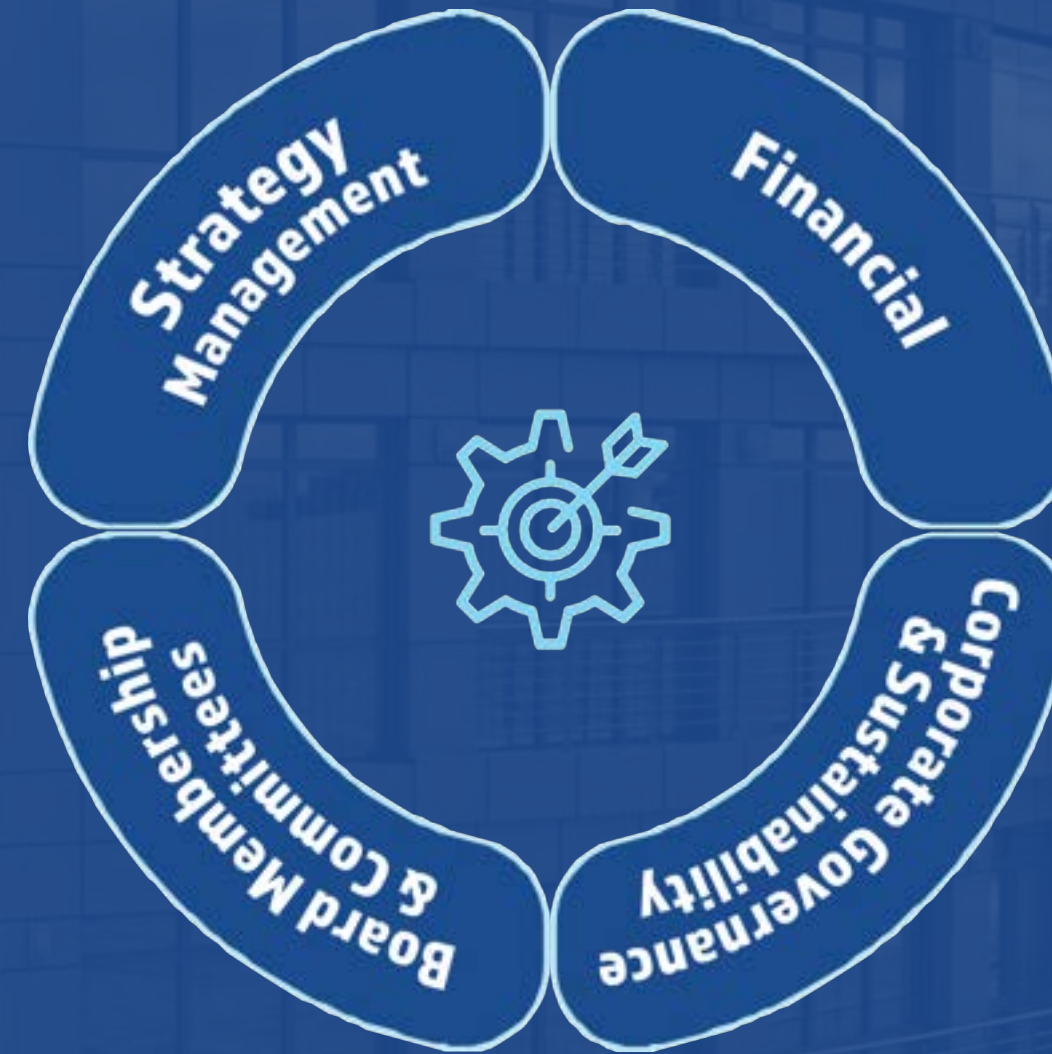 Strategy
Management
Financial
Corporate Governance
& Sustainability
Board Membership
& Committees